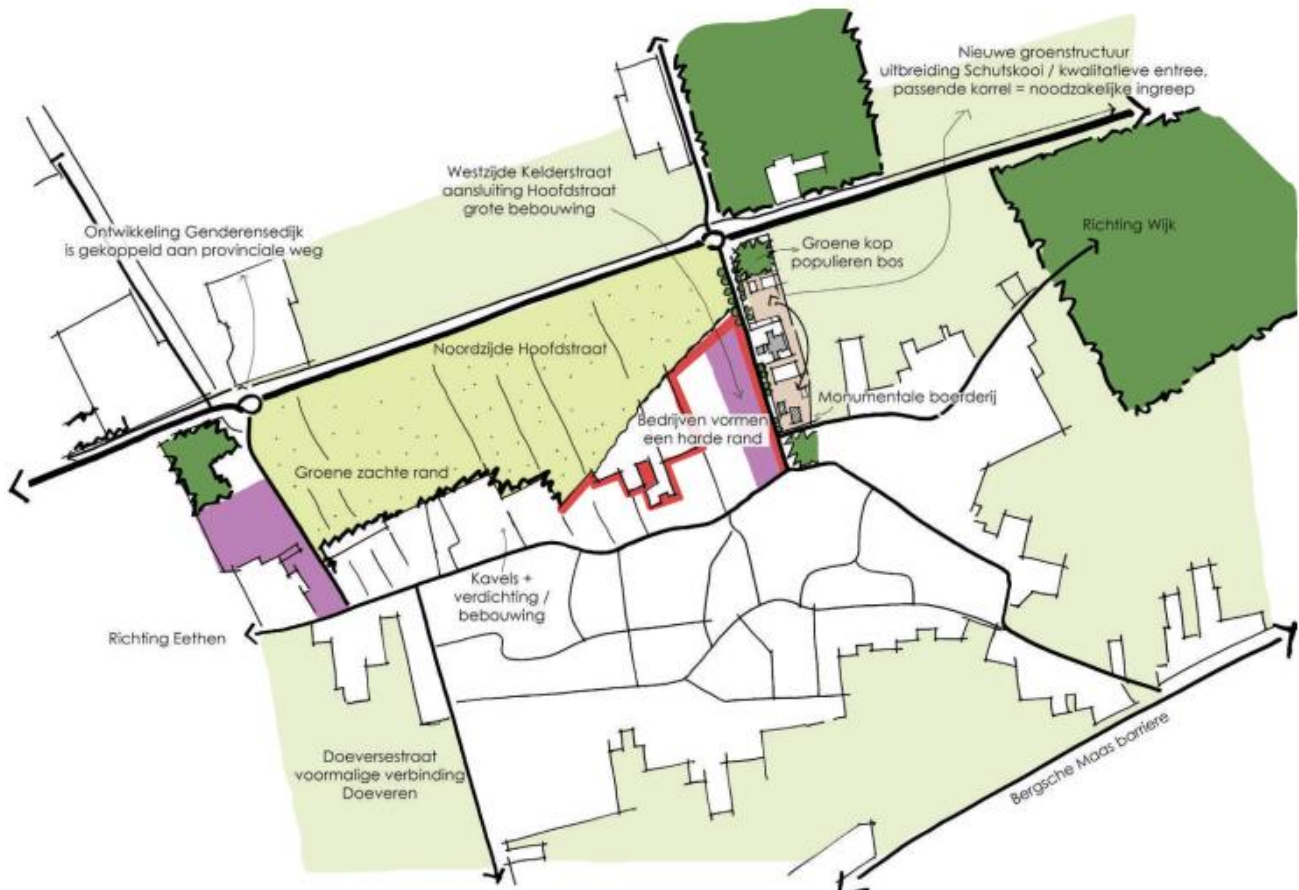 Nieuwe groenstructuur
uitbreiding Schutskooi / kwalitatieve entree,
passende korrel = noodzakelijke ingreep
Westzijde Kelderstraat
aansluiting Hoofdstraat
grote bebouwing
Ontwikkeling Genderensedijk
is gekoppeld aan provinciale weg
Groene kop
populieren bos
Richting Wijk
Noordzijde Hoofdstraat
Monumentale boerderij
Bedrijven vormen
een harde rand
Groene zachte rand
Kavels +
verdichting /
bebouwing
Richting Eethen
Doeversestraat
voormalige verbinding
Doeveren
Bergsche Maas barriere